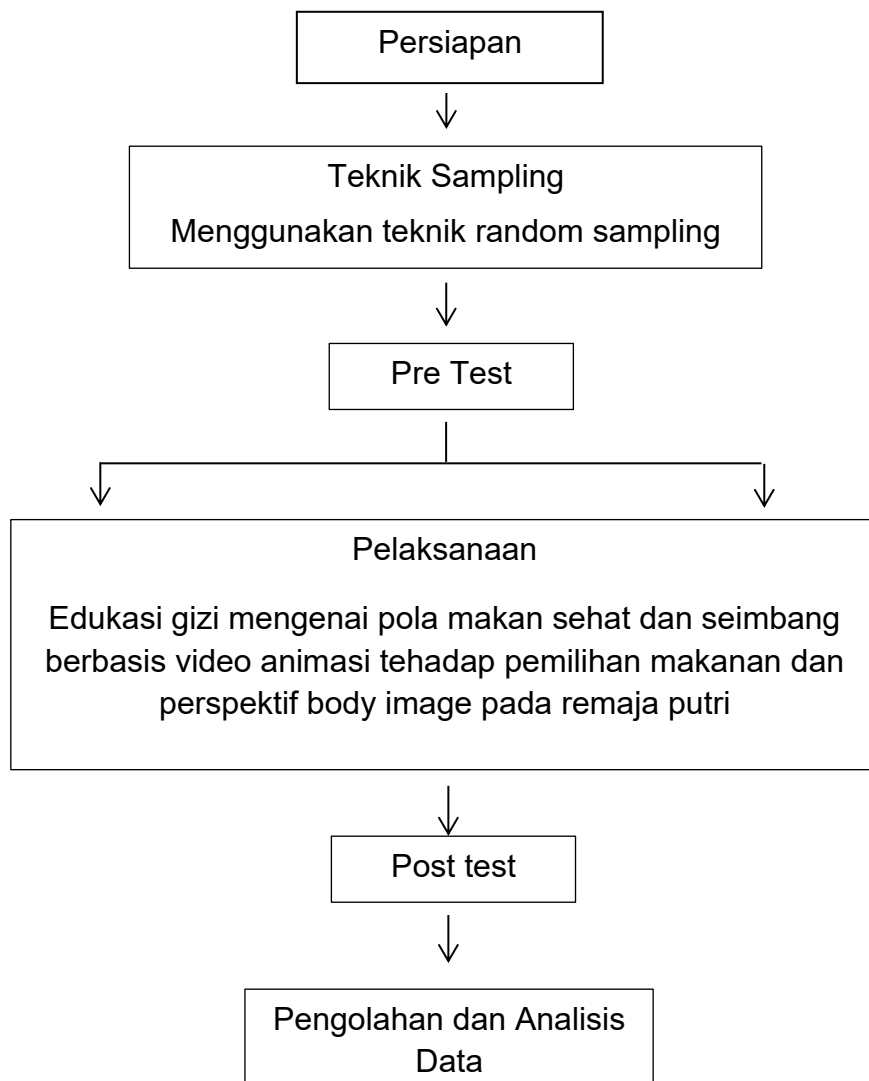 Persiapan
Teknik Sampling
Menggunakan teknik random sampling
Pre Test
Pelaksanaan
Edukasi gizi mengenai pola makan sehat dan seimbang
berbasis video animasi tehadap pemilihan makanan dan
perspektif body image pada remaja putri
Post test
Pengolahan dan Analisis
Data